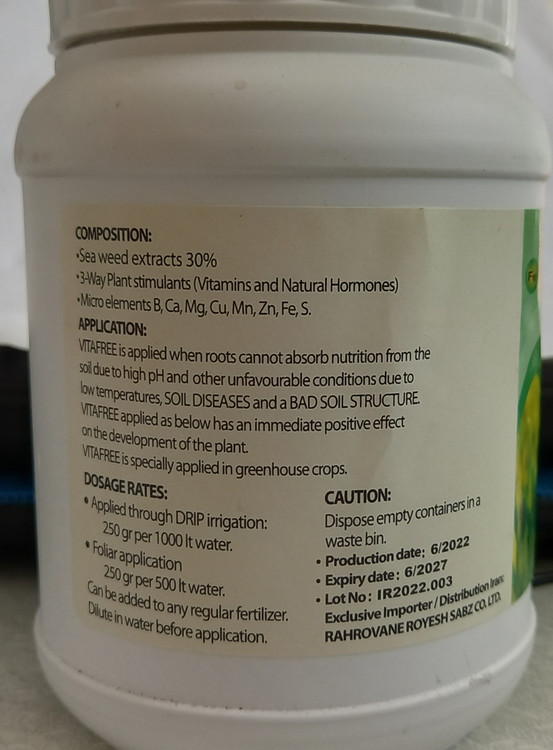 COMPOSITION:
•Sea weed extracts 30%
•3-Way Plant stimulants (Vitamins and Natural Hormones)
•Micro elements B, Ca, Mg, Cu, Mn, Zn, Fe, S.
APPLICATION:
VITAFREE is applied when roots cannot absorb nutrition from the
soil due to high pH and other unfavourable conditions due to
low temperatures, SOIL DISEASES and a BAD SOIL STRUCTURE.
VITAFREE applied as below has an immediate positive effect
on the development of the plant.
VITAFREE is specially applied in greenhouse crops.
DOSAGE RATES:
• Applied through DRIP irrigation:
250 gr per 1000 lt water.
• Foliar application
250 gr per 500 lt water.
Can be added to any regular fertilizer.
Dilute in water before application.
CAUTION:
Dispose empty containers in a
waste bin.
• Production date: 6/2022
• Expiry date: 6/2027
• Lot No: IR2022.003
Exclusive Importer / Distribution Iran:
RAHROVANE ROYESH SABZ CO. LTD.